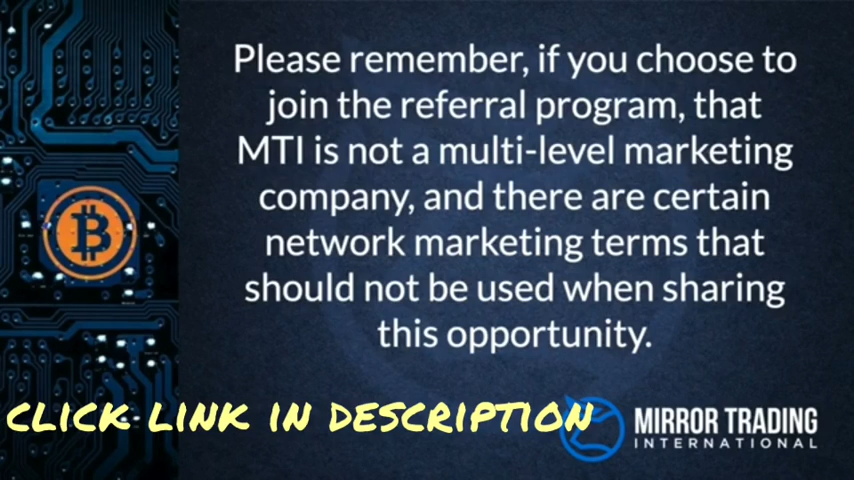 Please remember, if you choose to
join the referral program, that
MTI is not a multi-level marketing
company, and there are certain
network marketing terms that
should not be used when sharing
this opportunity.
CLICK LINK IN DESCRIPTION
MIRROR TRADING
INTERNATIONAL